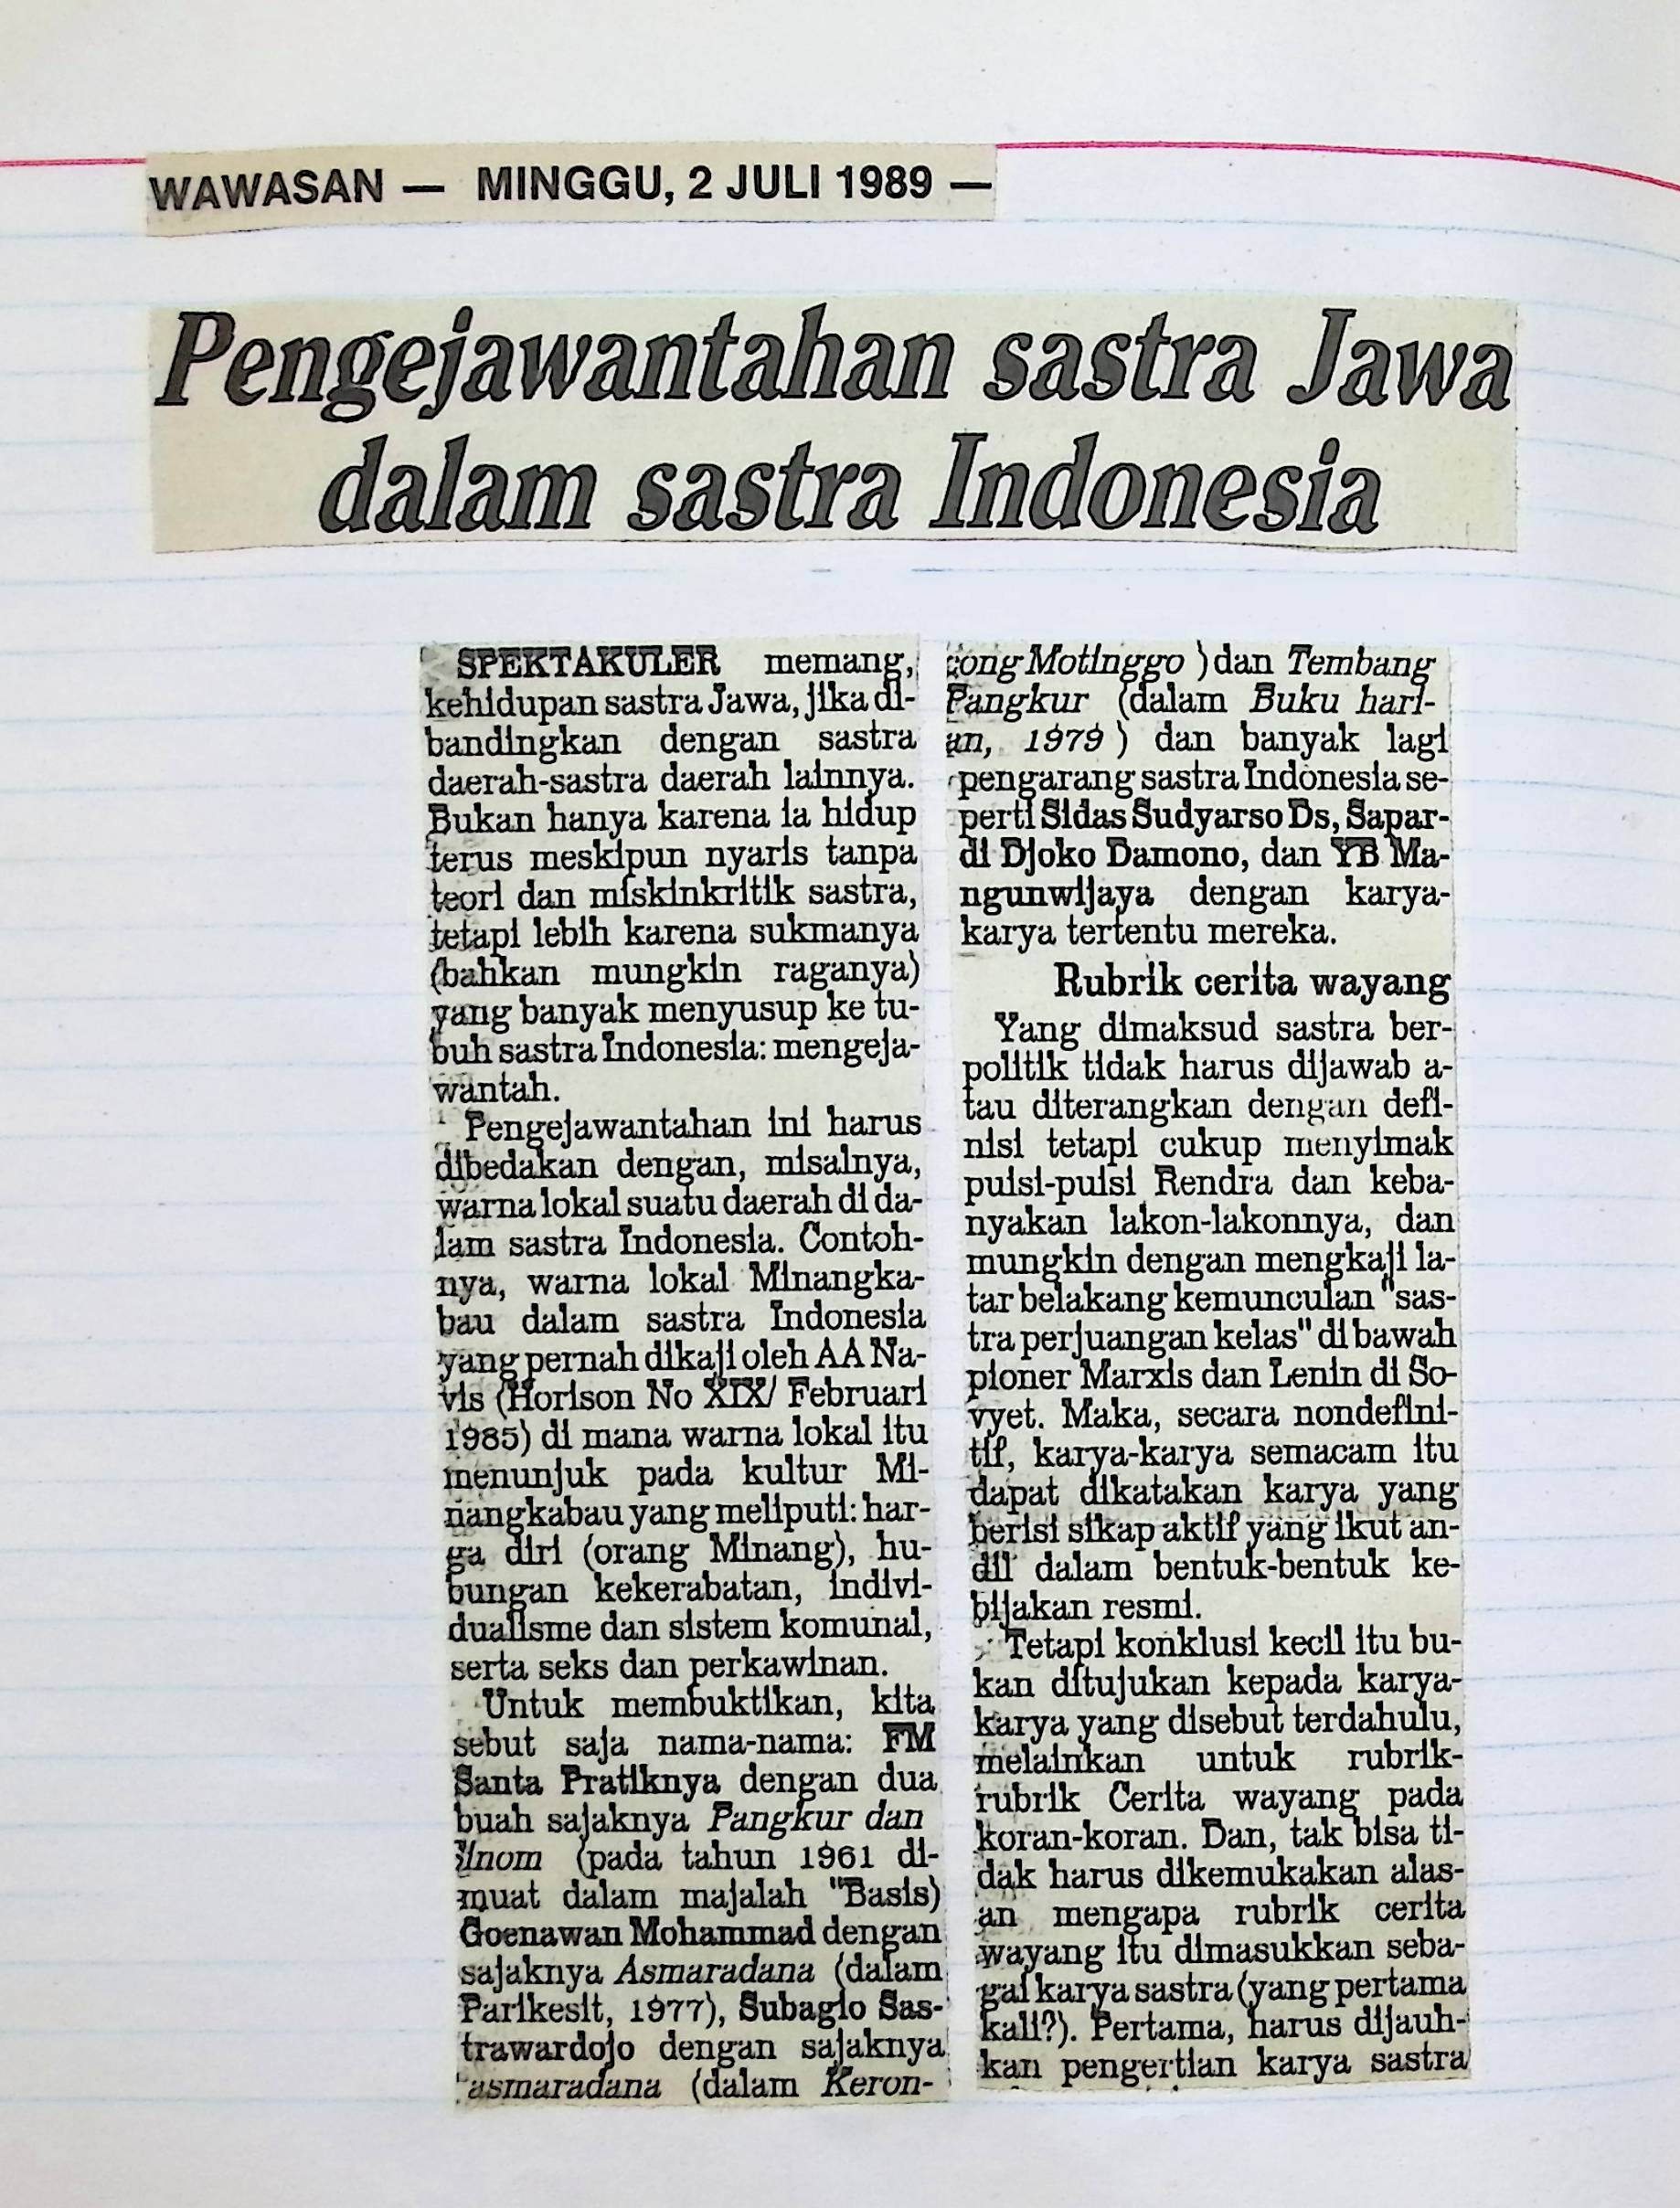 WAWASAN — MINGGU, 2 JULI 1989 —
Pengejawantahan sastra Jawa
dalam sastra Indonesia
SPEKTAKULER memang,
kehidupan sastra Jawa, jika di-
bandingkan dengan sastra
daerah-sastra daerah lainnya.
Bukan hanya karena ia hidup
terus meskipun nyaris tanpa
teori dan miskinkritik sastra,
tetapi lebih karena sukmanya
(bahkan mungkin raganya)
yang banyak menyusup ke tu-
buh sastra Indonesia: mengeja-
wantah.
Pengejawantahan ini harus
dibedakan dengan, misalnya,
warna lokal suatu daerah di da-
lam sastra Indonesia. Contoh-
nya, warna lokal Minangka-
bau dalam sastra Indonesia
yang pernah dikaji oleh AA Na-
vis (Horison No XIX/ Februari
1985) di mana warna lokal itu
menunjuk pada kultur Mi-
nangkabau yang meliputi: har-
ga diri (orang Minang), hu-
bungan kekerabatan, indivi-
dualisme dan sistem komunal,
serta seks dan perkawinan.
Untuk membuktikan, kita
sebut saja nama-nama: FM
Santa Pratiknya dengan dua
buah sajaknya Pangkur dan
Sinom (pada tahun 1961 di-
muat dalam majalah "Basis)
Goenawan Mohammad dengan
sajaknya Asmaradana (dalam
Parikesit, 1977), Subagio Sas-
trawardojo dengan sajaknya
asmaradana (dalam Keron-
cong Motinggo) dan Tembang
Pangkur (dalam Buku hari-
an, 1979) dan banyak lagi
pengarang sastra Indonesia se-
perti Sidas Sudyarso Ds, Sapar-
di Djoko Damono, dan YB Ma-
ngunwijaya dengan karya-
karya tertentu mereka.
Rubrik cerita wayang
Yang dimaksud sastra ber-
politik tidak harus dijawab a-
tau diterangkan dengan defi-
nisi tetapi cukup menyimak
puisi-puisi Rendra dan keba-
nyakan lakon-lakonnya, dan
mungkin dengan mengkaji la-
tar belakang kemunculan "sas-
tra perjuangan kelas" di bawah
pioner Marxis dan Lenin di So-
vyet. Maka, secara nondefini-
tif, karya-karya semacam itu
dapat dikatakan karya yang
berisi sikap aktif yang ikut an-
dil dalam bentuk-bentuk ke-
bijakan resmi.
Tetapi konklusi kecil itu bu-
kan ditujukan kepada karya-
karya yang disebut terdahulu,
melainkan untuk rubrik-
rubrik Cerita wayang pada
koran-koran. Dan, tak bisa ti-
dak harus dikemukakan alas-
an mengapa rubrik cerita
wayang itu dimasukkan seba-
gai karya sastra (yang pertama
kali?). Pertama, harus dijauh-
kan pengertian karya sastra